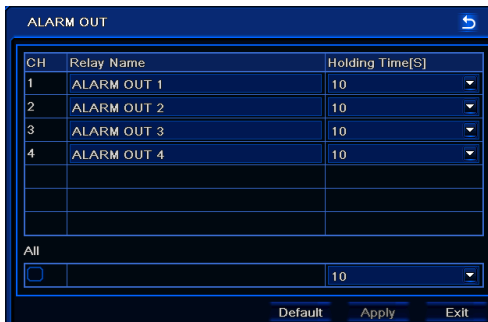 ALARM OUT
CH Relay Name Holding Time[S]
1 ALARM OUT 1 10
2 ALARM OUT 2 10
3 ALARM OUT 3 10
4 ALARM OUT 4 10
All
10
Default Apply Exit